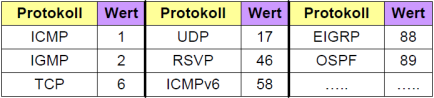 Protokoll Wert Protokoll Wert Protokoll Wert
ICMP 1 UDP 17 EIGRP 88
IGMP 2 RSVP 46 OSPF 89
TCP 6 ICMPv6 58 ..... .....